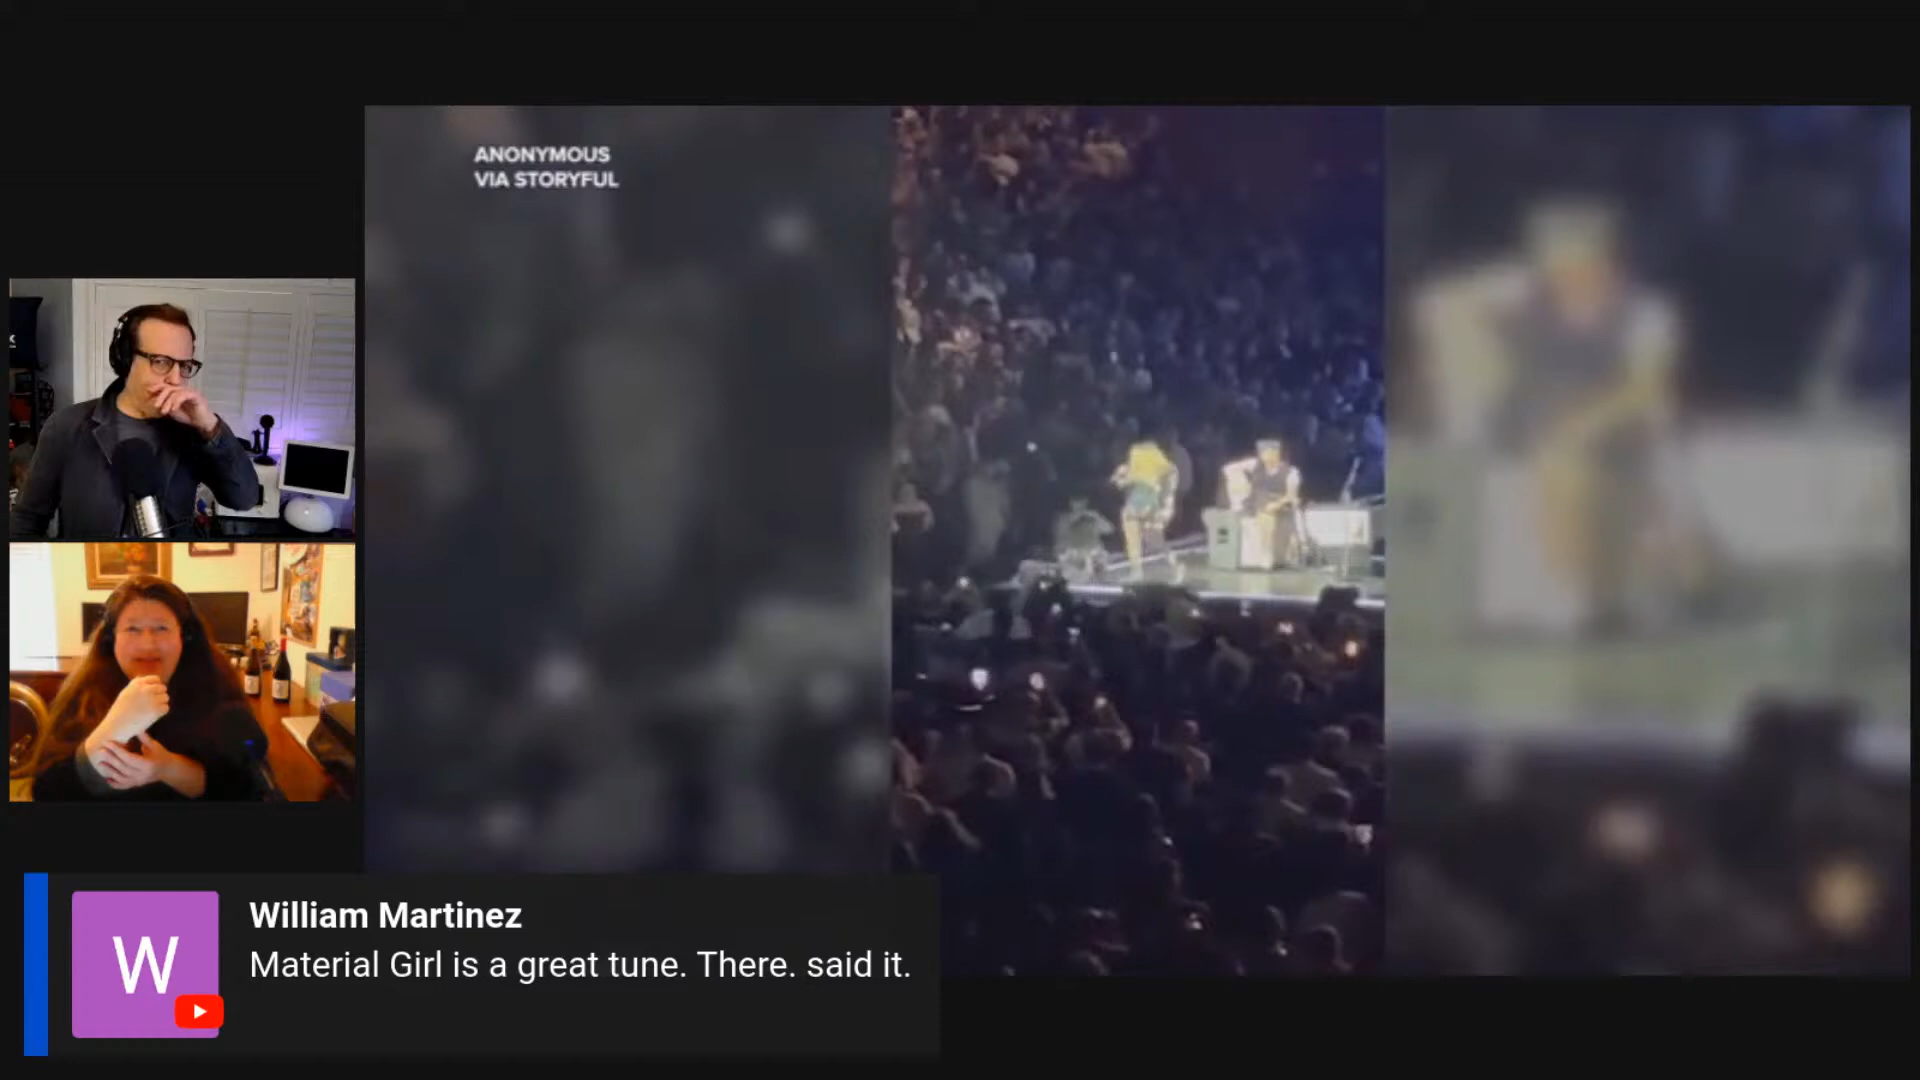 ANONYMOUS
VIA STORYFUL
W
William Martinez
Material Girl is a great tune. There. said it.